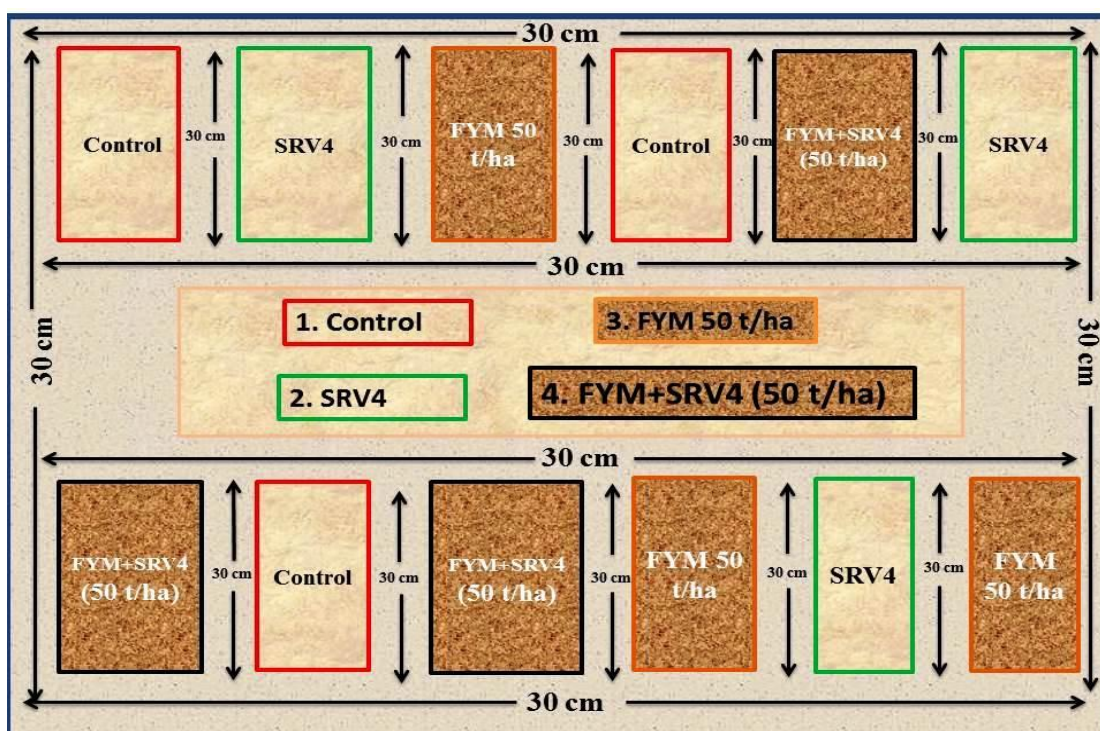 30 cm
Control
30 cm
SRV4
30 cm
FYM 50
t/ha
30 cm
Control
30 cm
FYM+SRV4
(50 t/ha)
30 cm
SRV4
30 cm
30 cm
1. Control
3. FYM 50 t/ha
2. SRV4
4. FYM+SRV4 (50 t/ha)
30 cm
30 cm
FYM+SRV4
(50 t/ha)
30 cm
Control
30 cm
FYM+SRV4
(50 t/ha)
30 cm
FYM 50
t/ha
30 cm
SRV4
30 cm
FYM
50 t/ha
30 cm